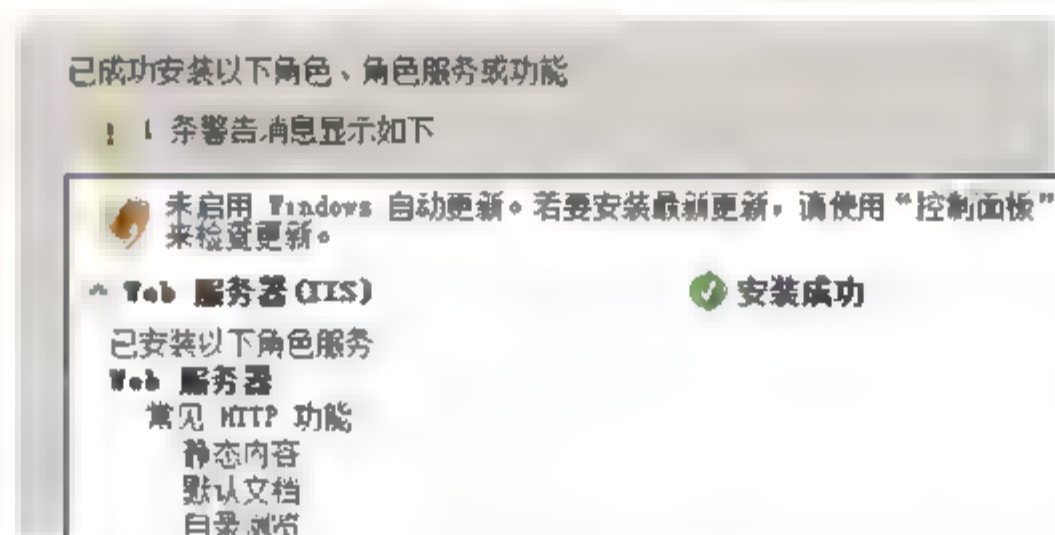 已成功安装以下角色、角色服务或功能
! 1 条警告消息显示如下
未启用 Windows 自动更新。若要安装最新更新，请使用“控制面板”
来检查更新。
Web 服务器(IIS)
安装成功
已安装以下角色服务
Web 服务器
常见 HTTP 功能
静态内容
默认文档
目录浏览